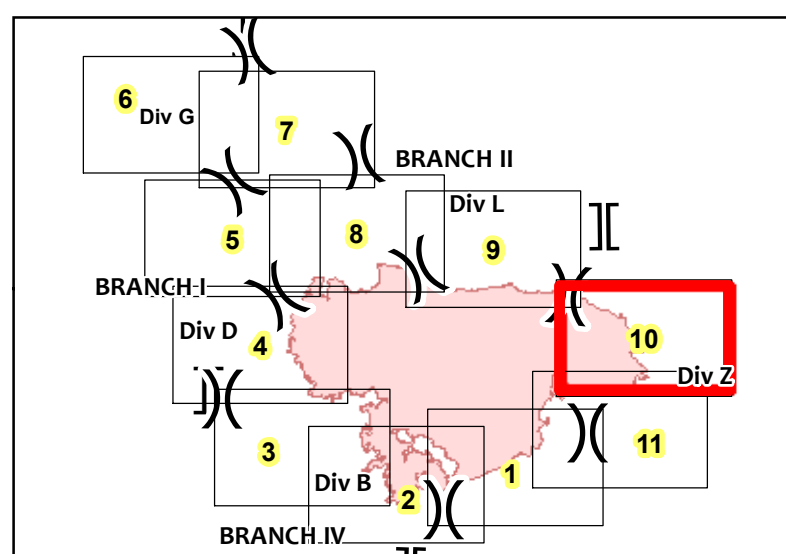 6
Div G
7
BRANCH II
Div L
5
8
9
BRANCH I
Div D
4
10
Div Z
3
11
1
Div B
2
BRANCH IV